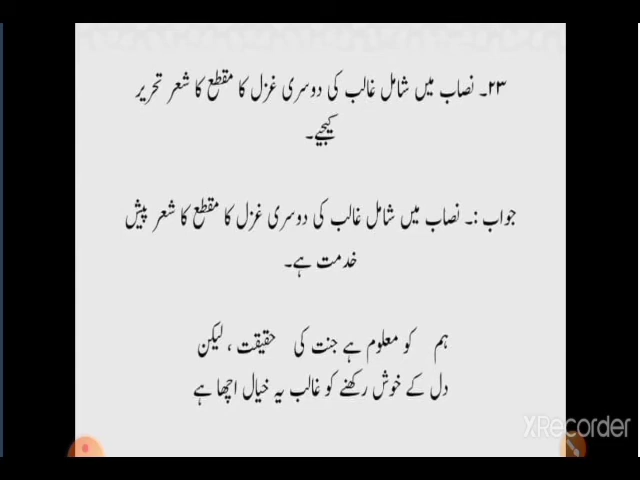 ۲۳۔ نصاب میں شامل غالب کی دوسری غزل کا مقطع کا شعر تحریر
کیجیے۔
جواب :۔ نصاب میں شامل غالب کی دوسری غزل کا مقطع کا شعر پیش
خدمت ہے۔
ہم کو معلوم ہے جنت کی حقیقت ، لیکن
دل کے خوش رکھنے کو غالب یہ خیال اچھا ہے
XRecorder